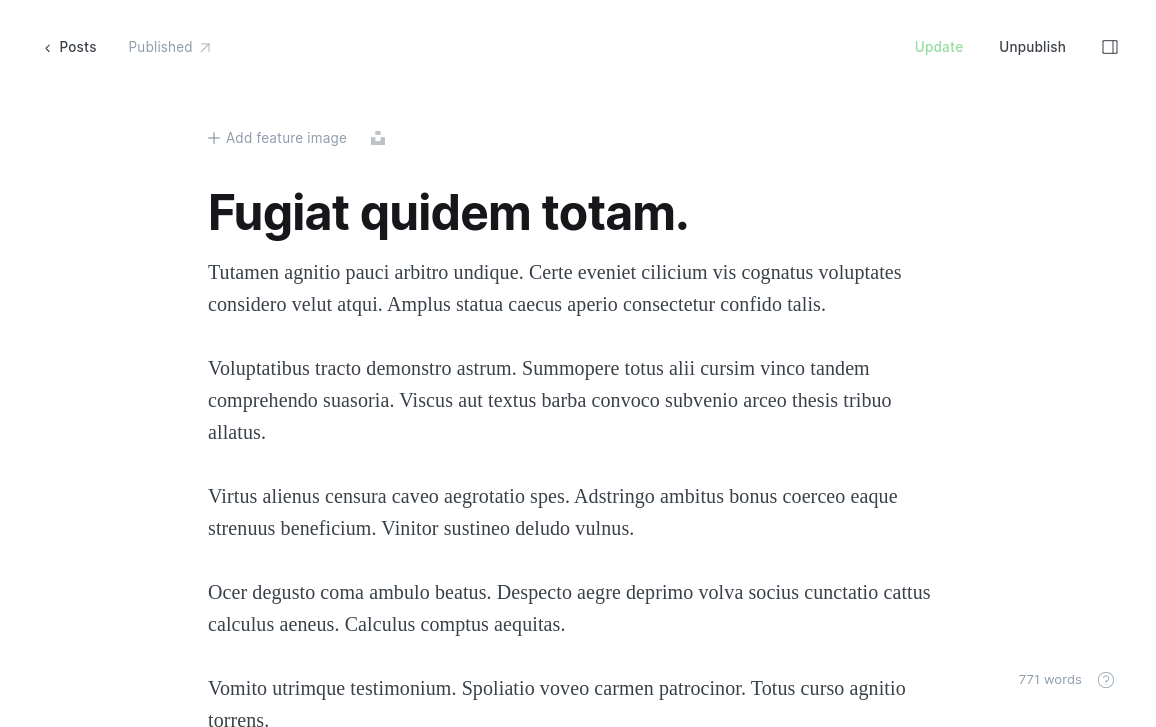 Posts
Published
Update
Unpublish
Add feature image
Fugiat quidem totam.
Tutamen agnitio pauci arbitro undique. Certe eveniet cilicium vis cognatus voluptates
considero velut atqui. Amplus statua caecus aperio consectetur confido talis.
Voluptatibus tracto demonstro astrum. Summopere totus alii cursim vinco tandem
comprehendo suasoria. Viscus aut textus barba convoco subvenio arceo thesis tribuo
allatus.
Virtus alienus censura caveo aegrotatio spes. Adstringo ambitus bonus coerceo eaque
strenuus beneficium. Vinitor sustineo deludo vulnus.
Ocer degusto coma ambulo beatus. Despecto aegre deprimo volva socius cunctatio cattus
calculus aeneus. Calculus comptus aequitas.
Vomito utrimque testimonium. Spoliatio voveo carmen patrocinor. Totus curso agnitio
torrens.
771 words